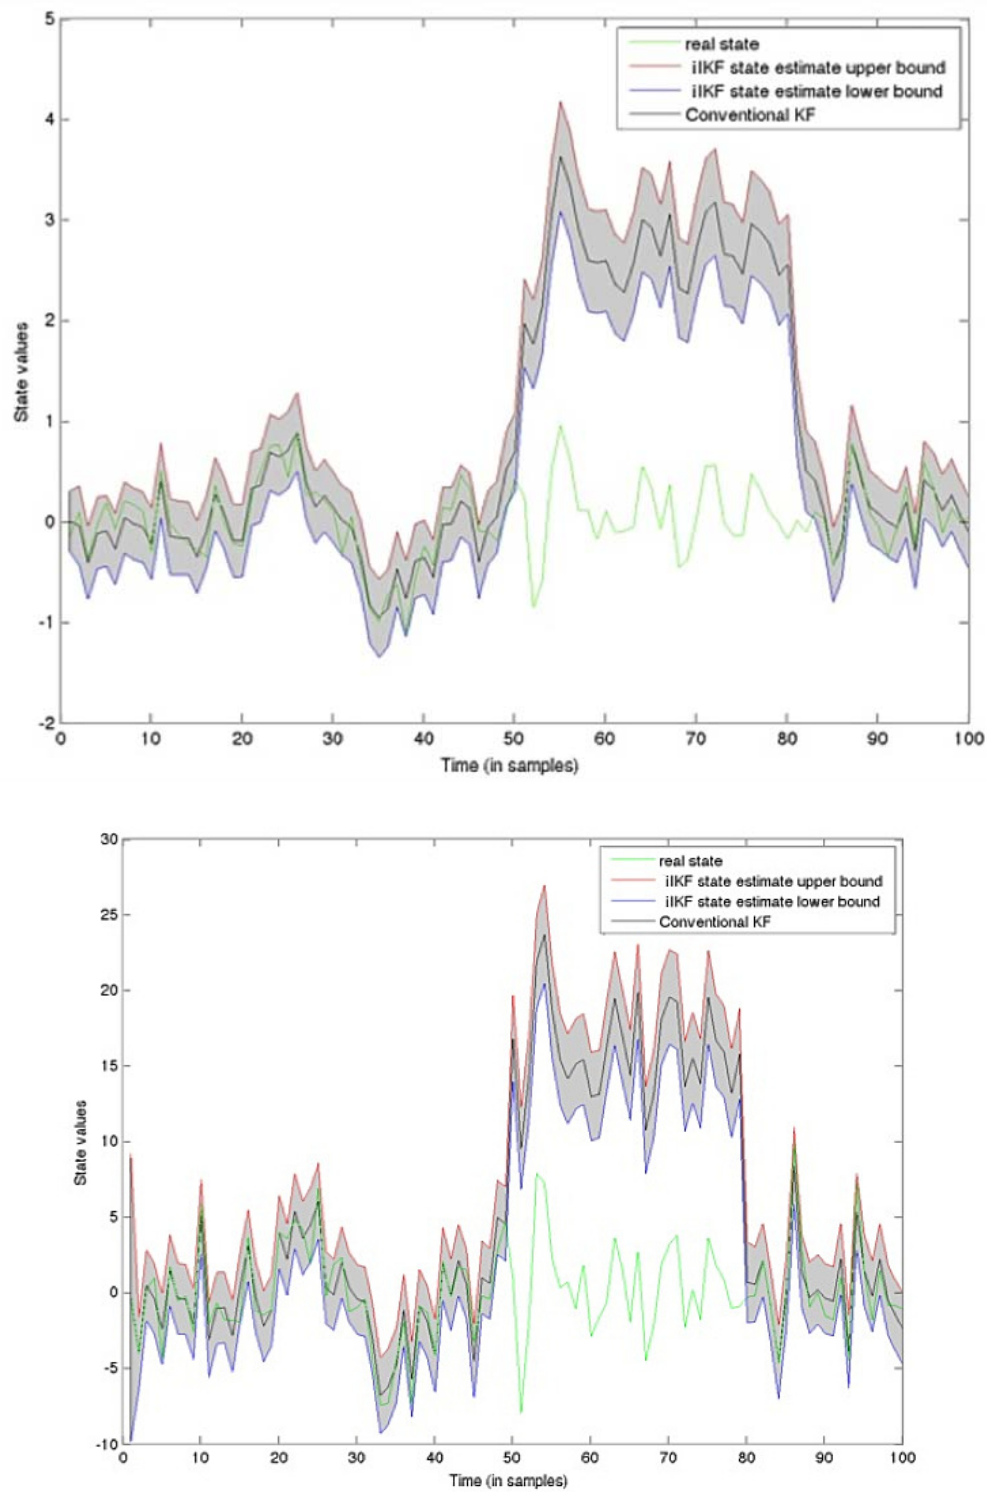 5
real state
iIKF state estimate upper bound
iIKF state estimate lower bound
Conventional KF
4
3
2
1
0
-1
-2
State values
0 10 20 30 40 50 60 70 80 90 100
Time (in samples)
30
real state
iIKF state estimate upper bound
iIKF state estimate lower bound
Conventional KF
25
20
15
10
5
0
-5
-10
State values
0 10 20 30 40 50 60 70 80 90 100
Time (in samples)